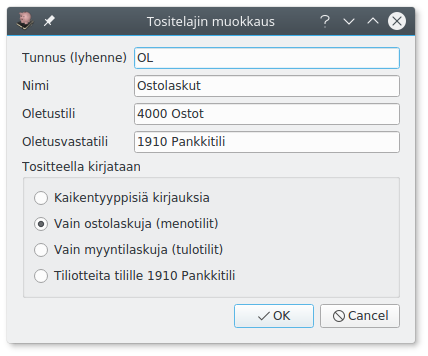 Tositelajin muokkaus
Tunnus (lyhenne) OL
Nimi Ostolaskut
Oletustili 4000 Ostot
Oletusvastatili 1910 Pankkitili
Tositteella kirjataan
Kaikentyyppisiä kirjauksia
Vain ostolaskuja (menotilit)
Vain myyntilaskuja (tulotilit)
Tiliotteita tilille 1910 Pankkitili
OK Cancel